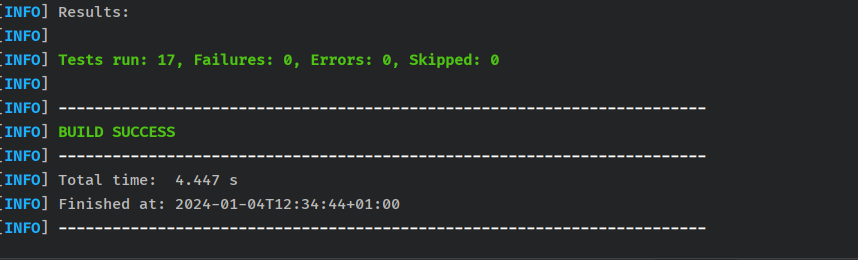 [INFO] Results:
[INFO]
[INFO] Tests run: 17, Failures: 0, Errors: 0, Skipped: 0
[INFO]
[INFO] ------------------------------------------------------------------------
[INFO] BUILD SUCCESS
[INFO] ------------------------------------------------------------------------
[INFO] Total time:  4.447 s
[INFO] Finished at: 2024-01-04T12:34:44+01:00
[INFO] ------------------------------------------------------------------------